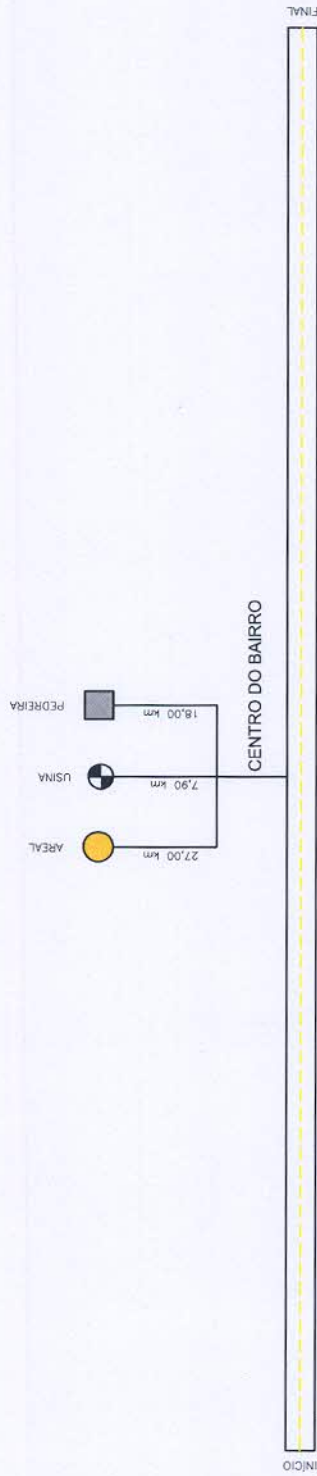 FINAL
PEDREIRA
18,00 km
USINA
7,90 km
AREAL
27,00 km
CENTRO DO BAIRRO
INÍCIO